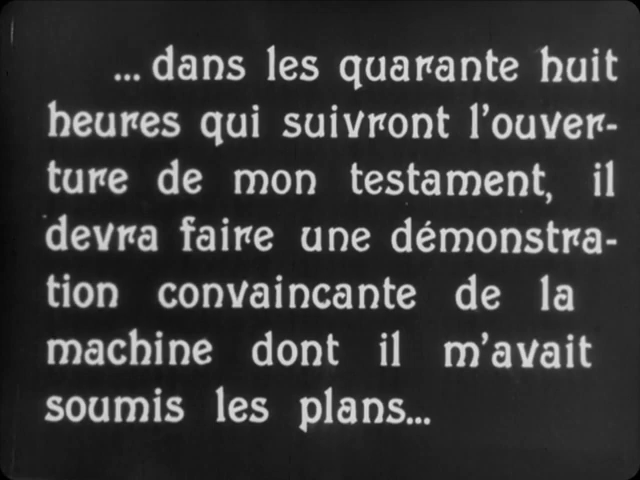 ... dans les quarante huit
heures qui suivront l'ouver-
ture de mon testament, il
devra faire une démonstra-
tion convaincante de la
machine dont il m'avait
soumis les plans...